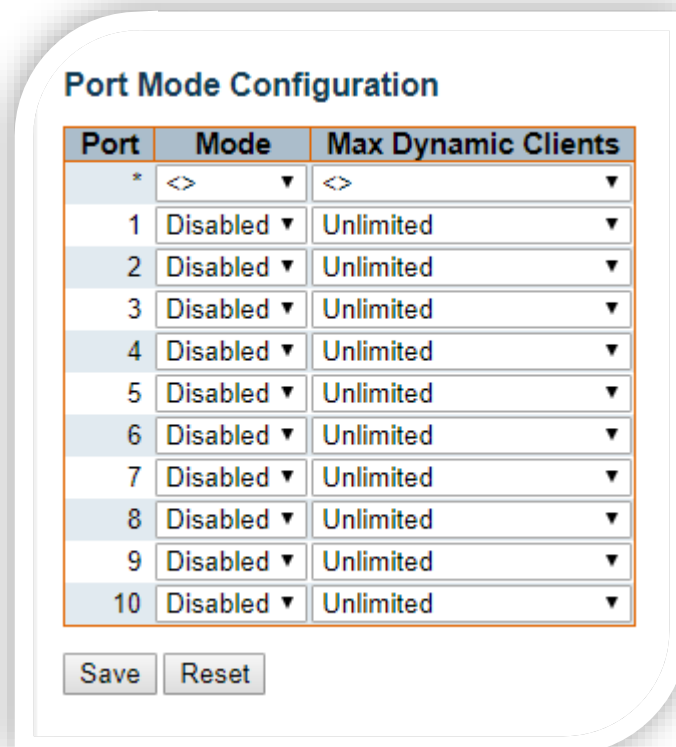 Port Mode Configuration
Port Mode Max Dynamic Clients
* <> <>
1 Disabled Unlimited
2 Disabled Unlimited
3 Disabled Unlimited
4 Disabled Unlimited
5 Disabled Unlimited
6 Disabled Unlimited
7 Disabled Unlimited
8 Disabled Unlimited
9 Disabled Unlimited
10 Disabled Unlimited
Save Reset